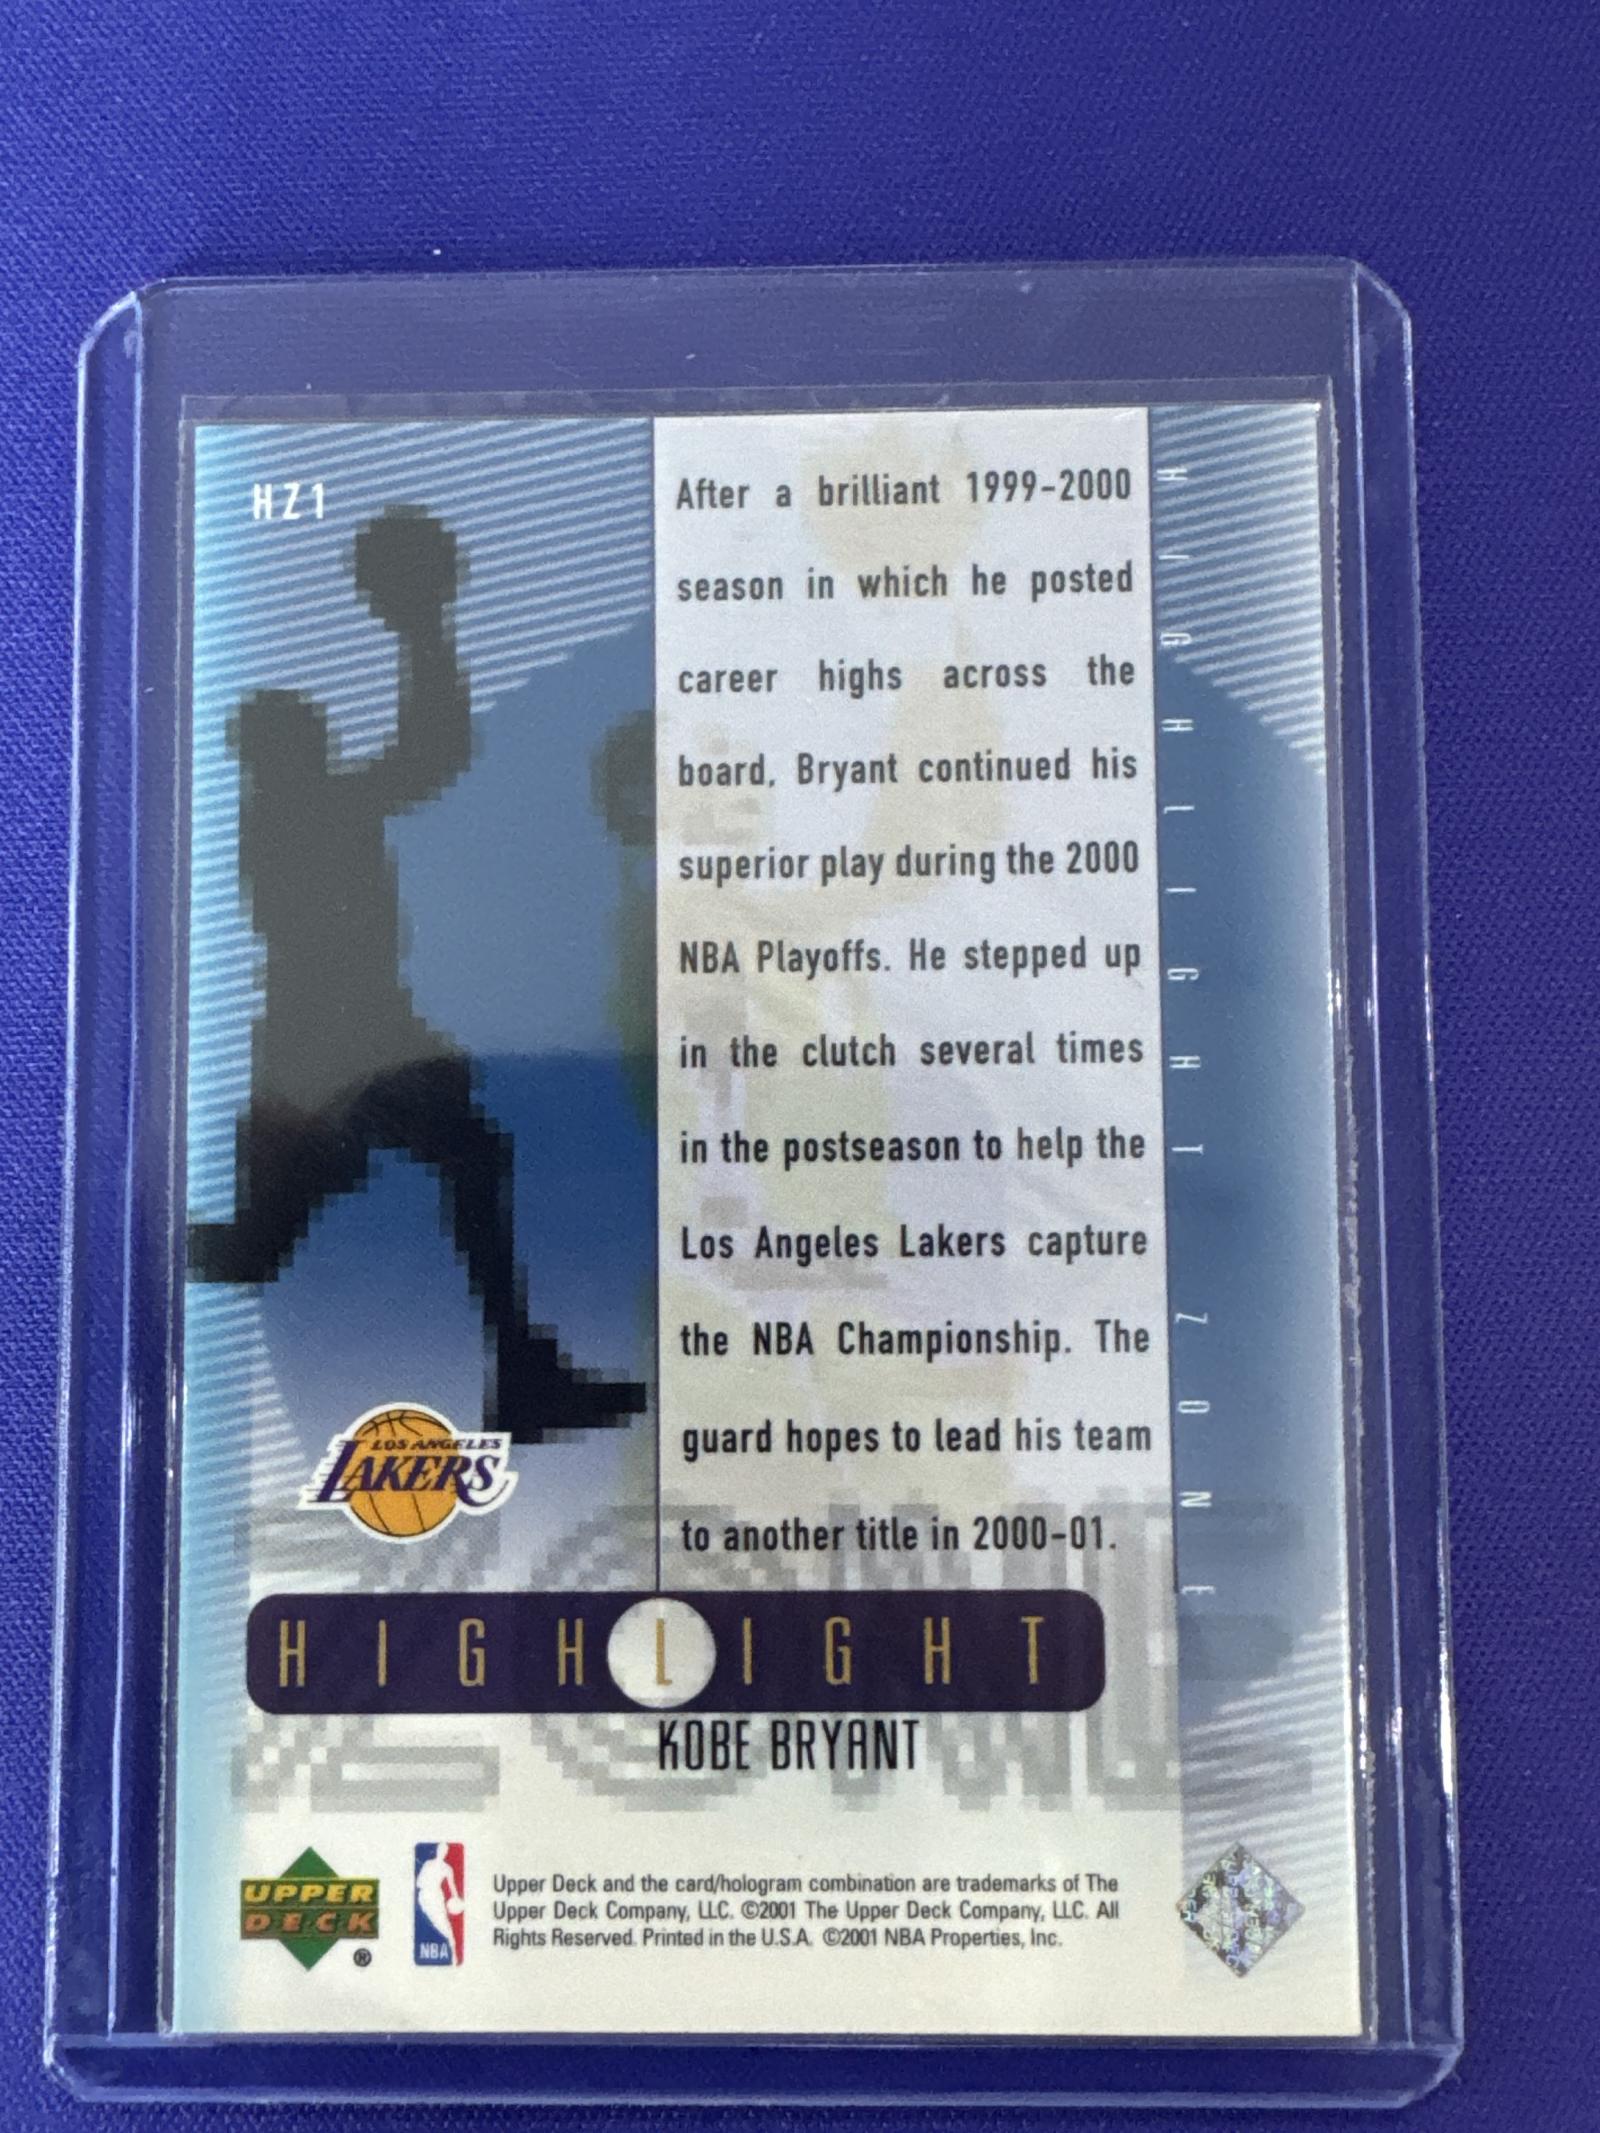 HZ1
After a brilliant 1999-2000
season in which he posted
career highs across the
board, Bryant continued his
superior play during the 2000
NBA Playoffs. He stepped up
in the clutch several times
in the postseason to help the
Los Angeles Lakers capture
the NBA Championship. The
guard hopes to lead his team
to another title in 2000-01.
HIGHLIGHT ZONE
LOS ANGELES
LAKERS
HIGHLIGHT
ZONE
KOBE BRYANT
UPPER
DECK
®
NBA
Upper Deck and the card/hologram combination are trademarks of The
Upper Deck Company, LLC. ©2001 The Upper Deck Company, LLC. All
Rights Reserved. Printed in the U.S.A. ©2001 NBA Properties, Inc.